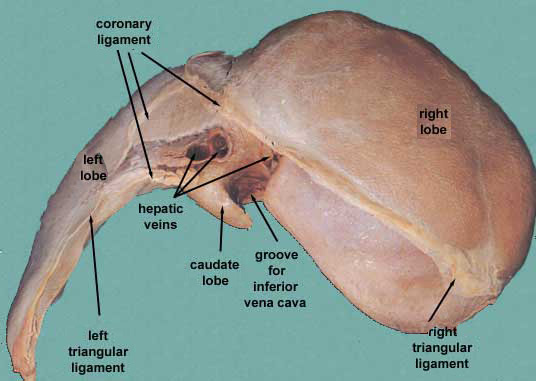 coronary
ligament
right
lobe
left
lobe
hepatic
veins
caudate
lobe
groove
for
inferior
vena cava
left
triangular
ligament
right
triangular
ligament